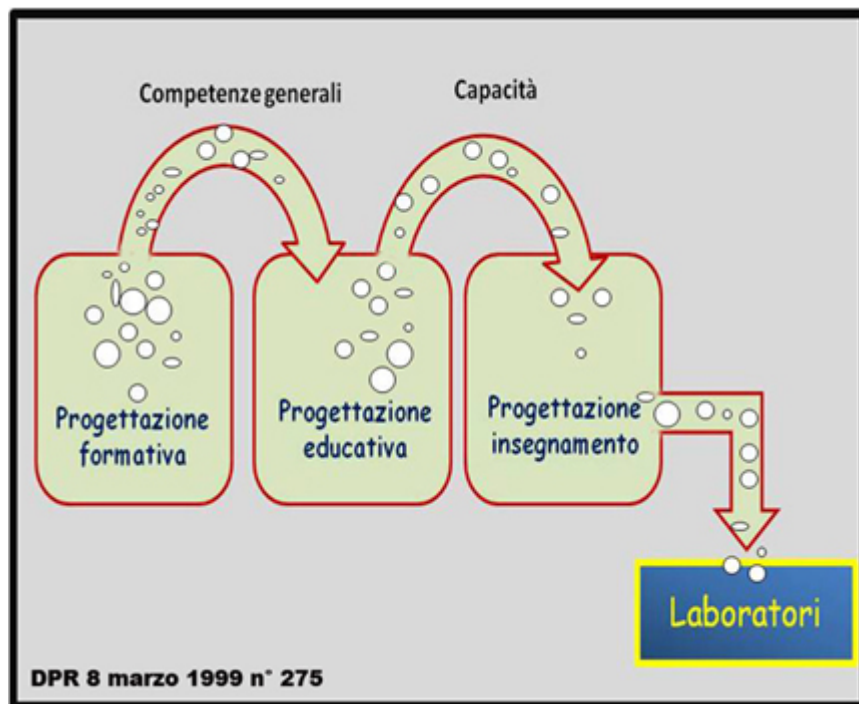 Competenze generali
Capacità
Progettazione
formativa
Progettazione
educativa
Progettazione
insegnamento
Laboratori
DPR 8 marzo 1999 n° 275